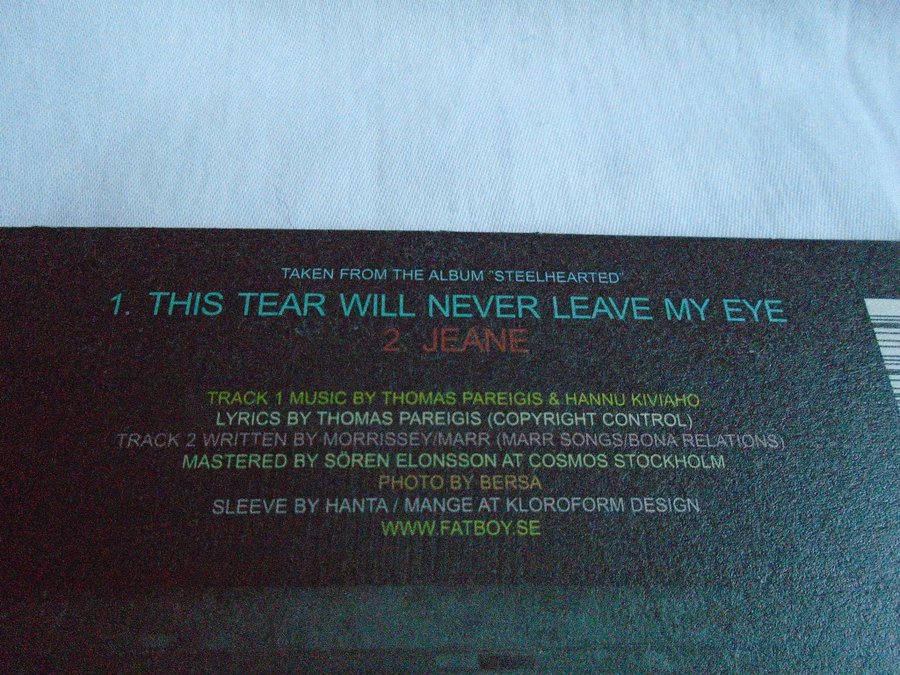 TAKEN FROM THE ALBUM "STEELHEARTED"
1. THIS TEAR WILL NEVER LEAVE MY EYE
2. JEANE
TRACK 1 MUSIC BY THOMAS PAREIGIS & HANNU KIVIAHO
LYRICS BY THOMAS PAREIGIS (COPYRIGHT CONTROL)
TRACK 2 WRITTEN BY MORRISSEY/MARR (MARR SONGS/BONA RELATIONS)
MASTERED BY SÖREN ELONSSON AT COSMOS STOCKHOLM
PHOTO BY BERSA
SLEEVE BY HANTA / MANGE AT KLOROFORM DESIGN
WWW.FATBOY.SE